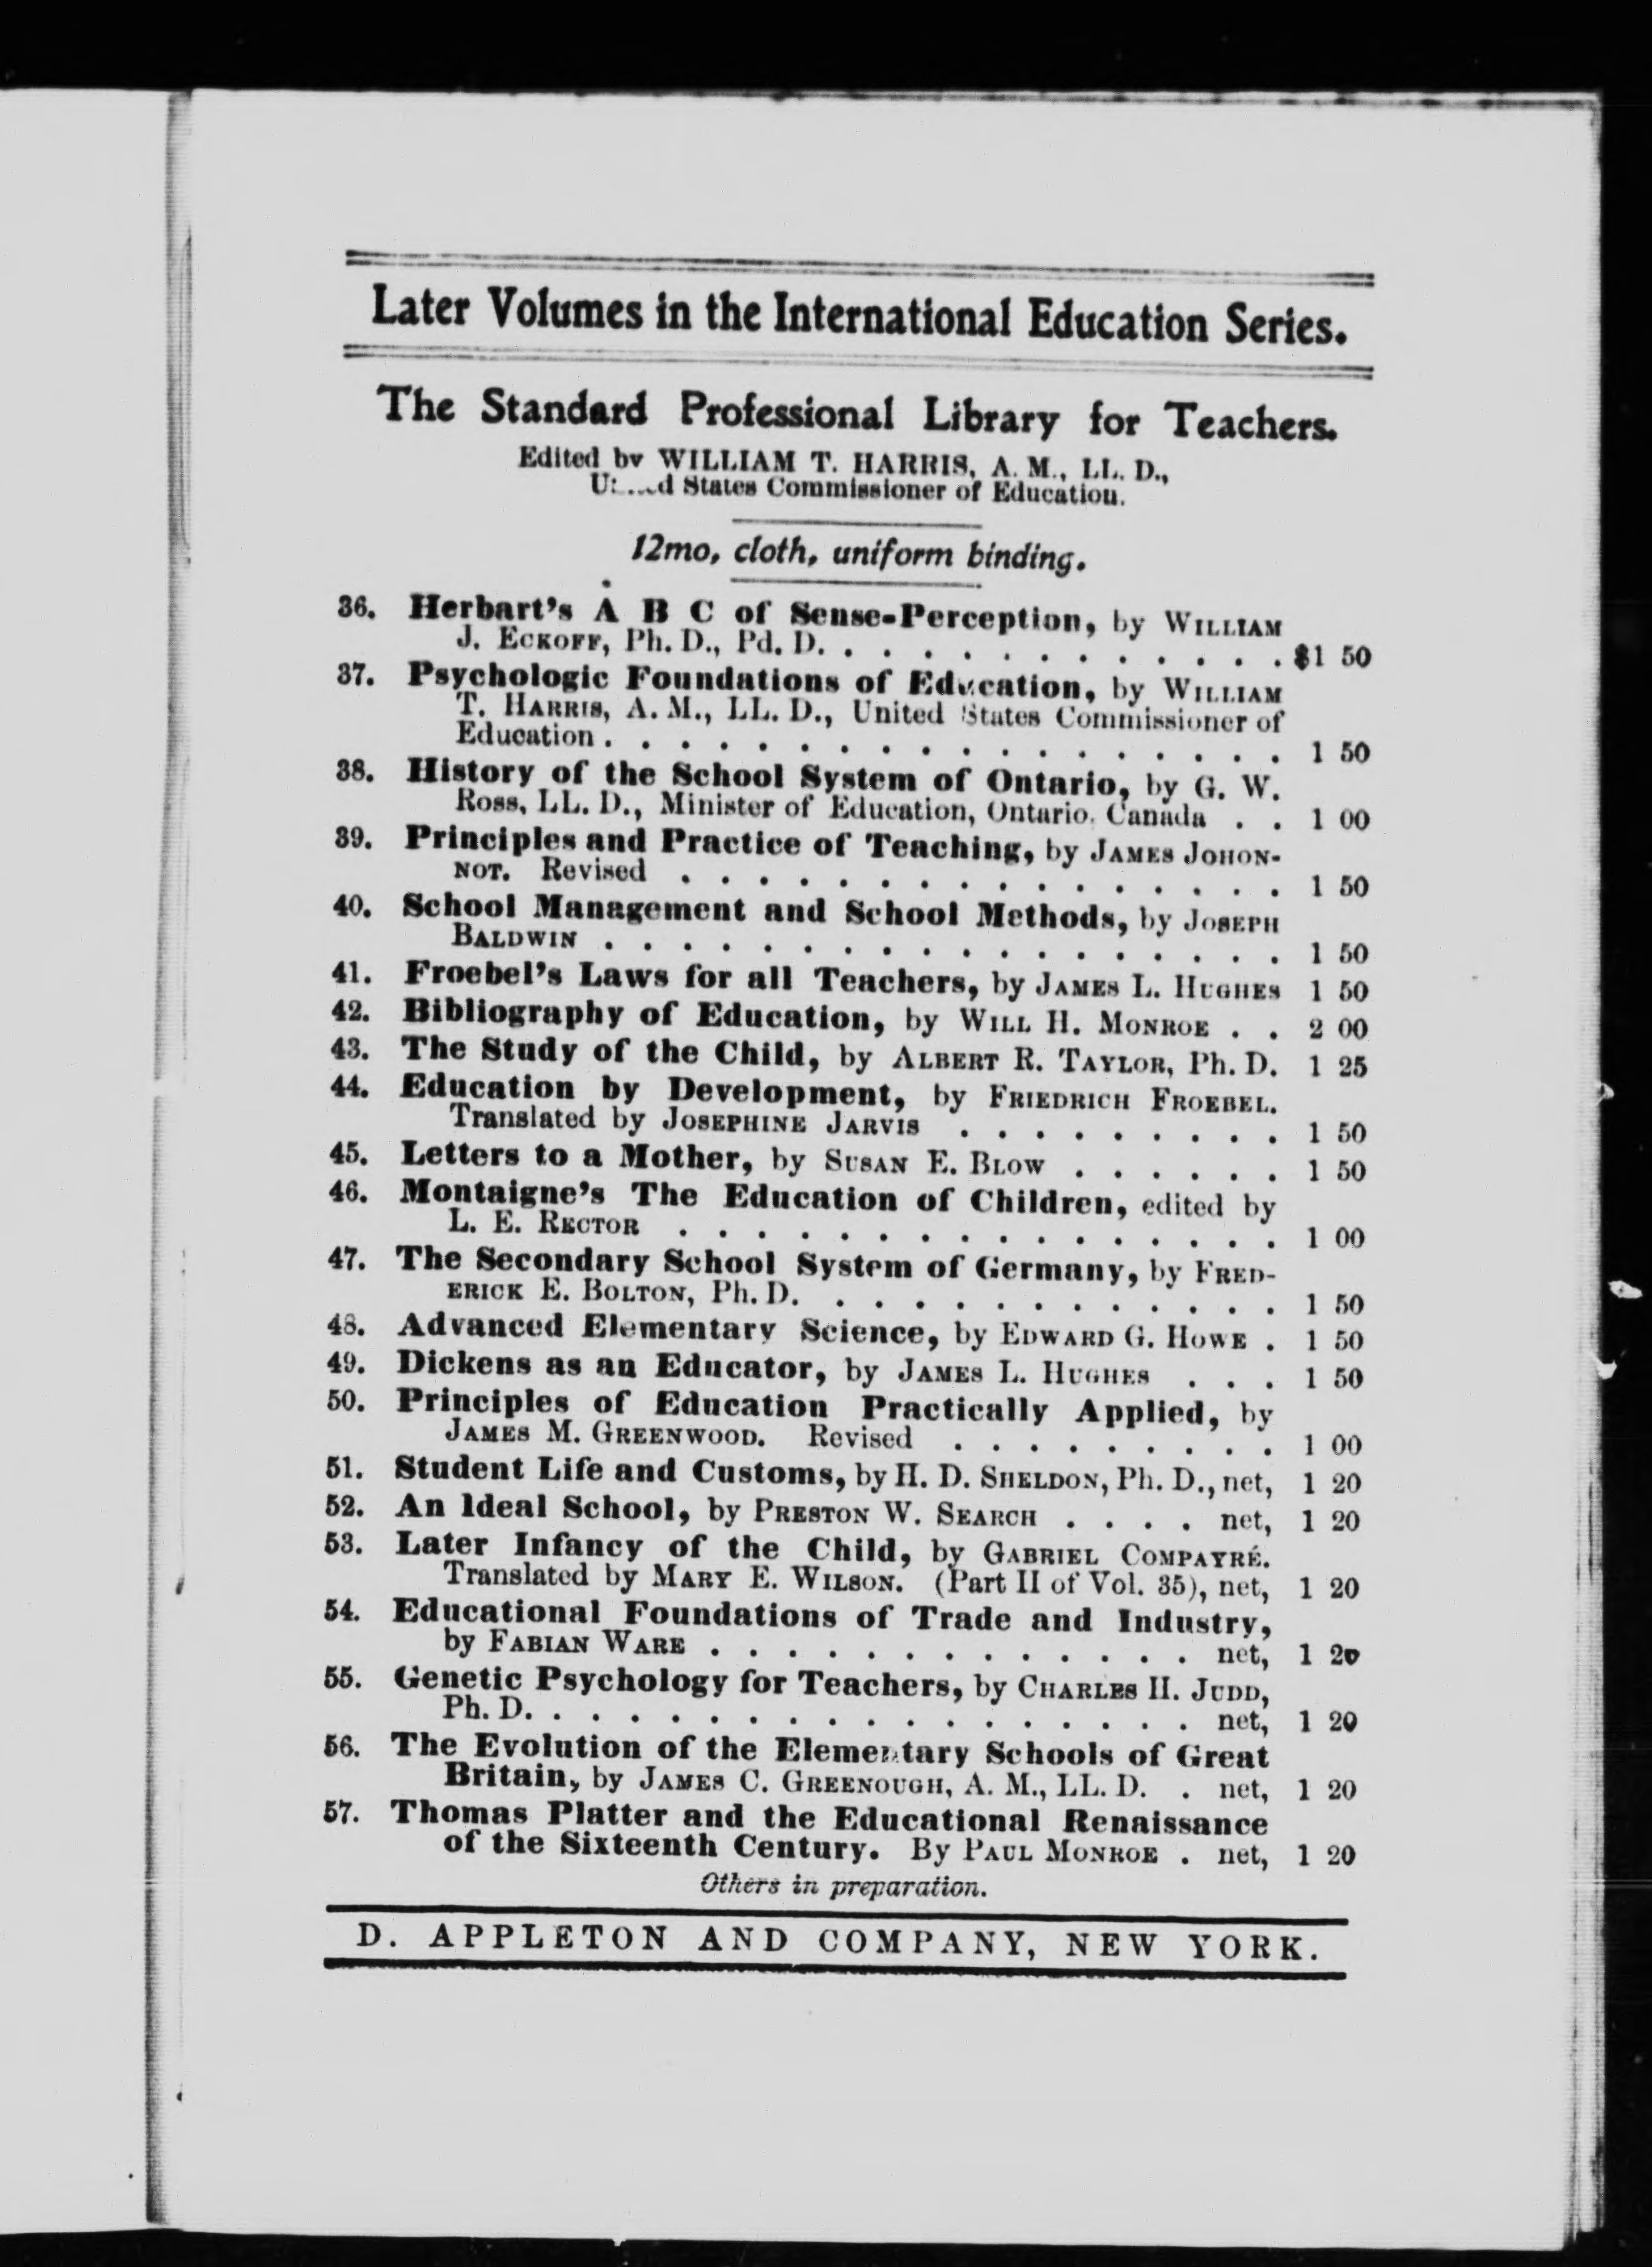 Later Volumes in the International Education Series.
The Standard Professional Library for Teachers.
Edited by WILLIAM T. HARRIS, A. M., LL. D.,
States Commissioner of Education.
12mo, cloth, uniform binding.
36. Herbart's A B C of Sense-Perception, by WILLIAM
J. ECKOFF, Ph. D., Pd. D. . . . . . . . . . . . . $1 50
37. Psychologic Foundations of Education, by WILLIAM
T. HARRIS, A. M., LL. D., United States Commissioner of
Education . . . . . . . . . . . . . . . . . . 1 50
38. History of the School System of Ontario, by G. W.
ROSS, LL. D., Minister of Education, Ontario, Canada . . 1 00
39. Principles and Practice of Teaching, by JAMES JOHON-
NOT. Revised . . . . . . . . . . . . . . . . 1 50
40. School Management and School Methods, by JOSEPH
BALDWIN . . . . . . . . . . . . . . . . . . 1 50
41. Froebel's Laws for all Teachers, by JAMES L. HUGHES 1 50
42. Bibliography of Education, by WILL H. MONROE . . 2 00
43. The Study of the Child, by ALBERT R. TAYLOR, Ph. D. 1 25
44. Education by Development, by FRIEDRICH FROEBEL.
Translated by JOSEPHINE JARVIS . . . . . . . . . 1 50
45. Letters to a Mother, by SUSAN E. BLOW . . . . . . 1 50
46. Montaigne's The Education of Children, edited by
L. E. RECTOR . . . . . . . . . . . . . . . . 1 00
47. The Secondary School System of Germany, by FRED-
ERICK E. BOLTON, Ph. D. . . . . . . . . . . . . 1 50
48. Advanced Elementary Science, by EDWARD G. HOWE . 1 50
49. Dickens as an Educator, by JAMES L. HUGHES . . . 1 50
50. Principles of Education Practically Applied, by
JAMES M. GREENWOOD. Revised . . . . . . . . . 1 00
51. Student Life and Customs, by H. D. SHELDON, Ph. D., net, 1 20
52. An Ideal School, by PRESTON W. SEARCH . . . . net, 1 20
53. Later Infancy of the Child, by GABRIEL COMPAYRÉ.
Translated by MARY E. WILSON. (Part II of Vol. 35), net, 1 20
54. Educational Foundations of Trade and Industry,
by FABIAN WARE . . . . . . . . . . . . . net, 1 20
55. Genetic Psychology for Teachers, by CHARLES H. JUDD,
Ph. D. . . . . . . . . . . . . . . . . . net, 1 20
56. The Evolution of the Elementary Schools of Great
Britain, by JAMES C. GREENOUGH, A. M., LL. D. . net, 1 20
57. Thomas Platter and the Educational Renaissance
of the Sixteenth Century. By PAUL MONROE . net, 1 20
Others in preparation.
D. APPLETON AND COMPANY, NEW YORK.